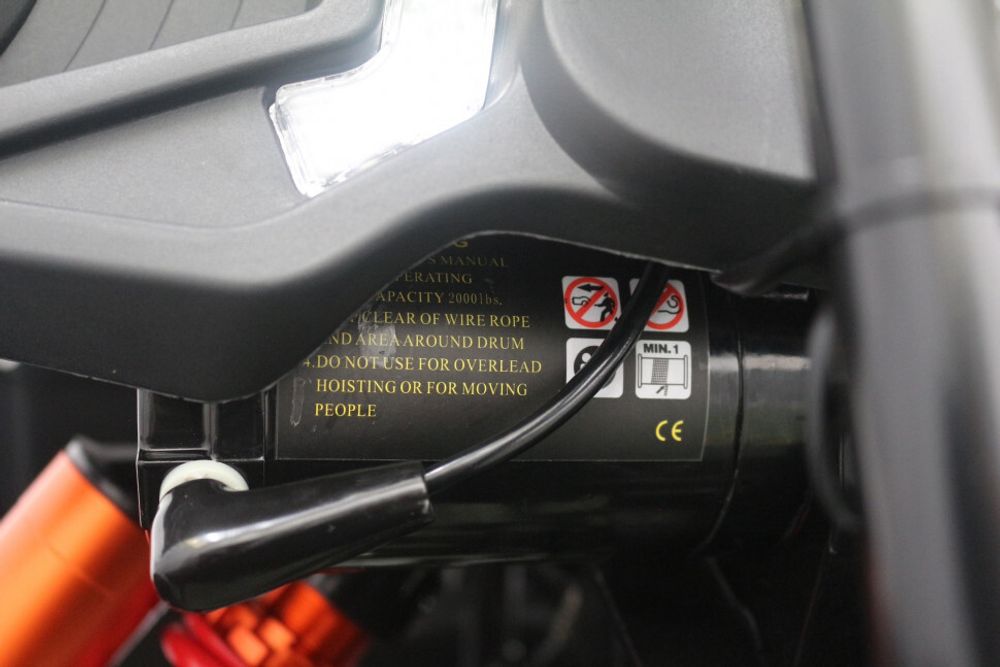 G
S MANUAL
PERATING
APACITY 2000lbs.
CLEAR OF WIRE ROPE
ND AREA AROUND DRUM
4.DO NOT USE FOR OVERLEAD
HOISTING OR FOR MOVING
PEOPLE
MIN.1
CE